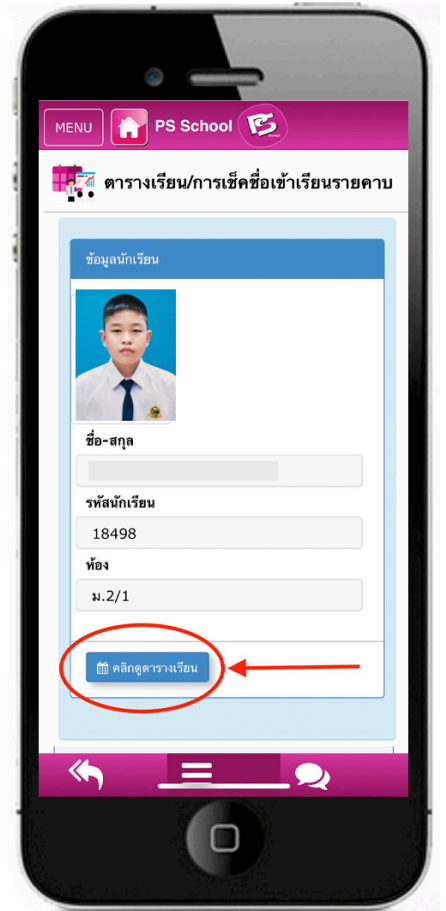 MENU PS School
ตารางเรียน/การเช็คชื่อเข้าเรียนรายคาบ
ข้อมูลนักเรียน
ชื่อ-สกุล
รหัสนักเรียน
18498
ห้อง
ม.2/1
คลิกดูตารางเรียน